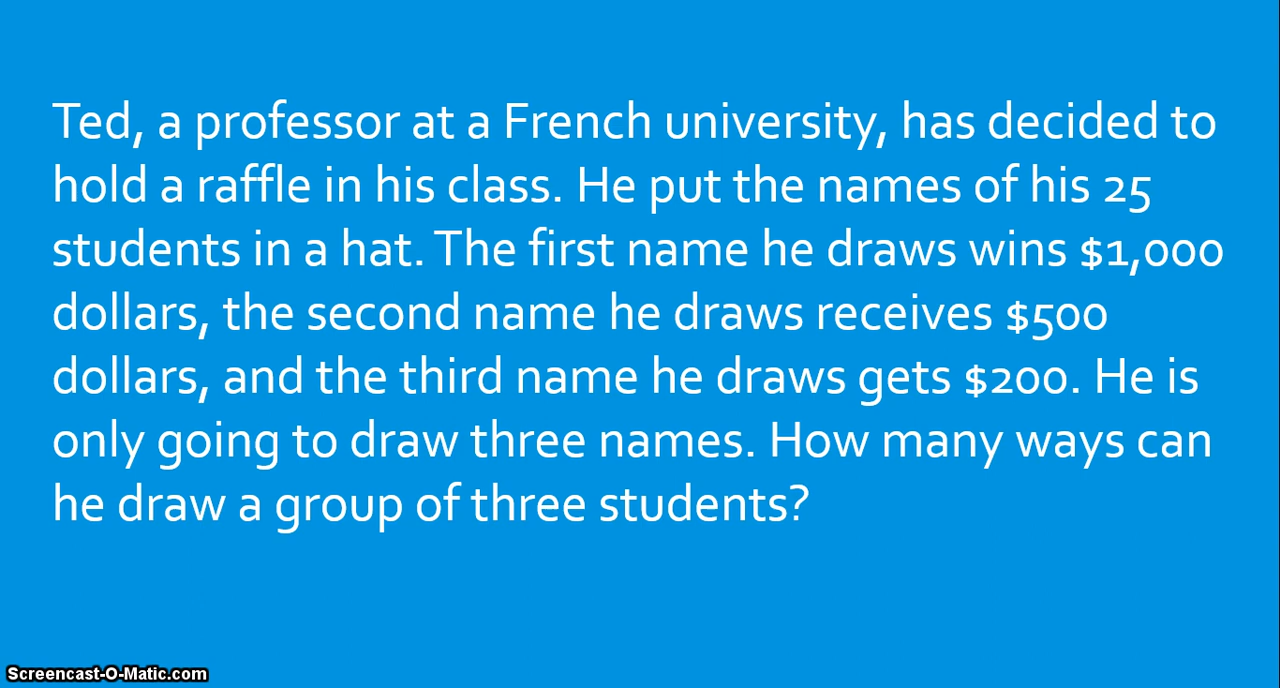 Ted, a professor at a French university, has decided to
hold a raffle in his class. He put the names of his 25
students in a hat. The first name he draws wins $1,000
dollars, the second name he draws receives $500
dollars, and the third name he draws gets $200. He is
only going to draw three names. How many ways can
he draw a group of three students?
Screencast-O-Matic.com